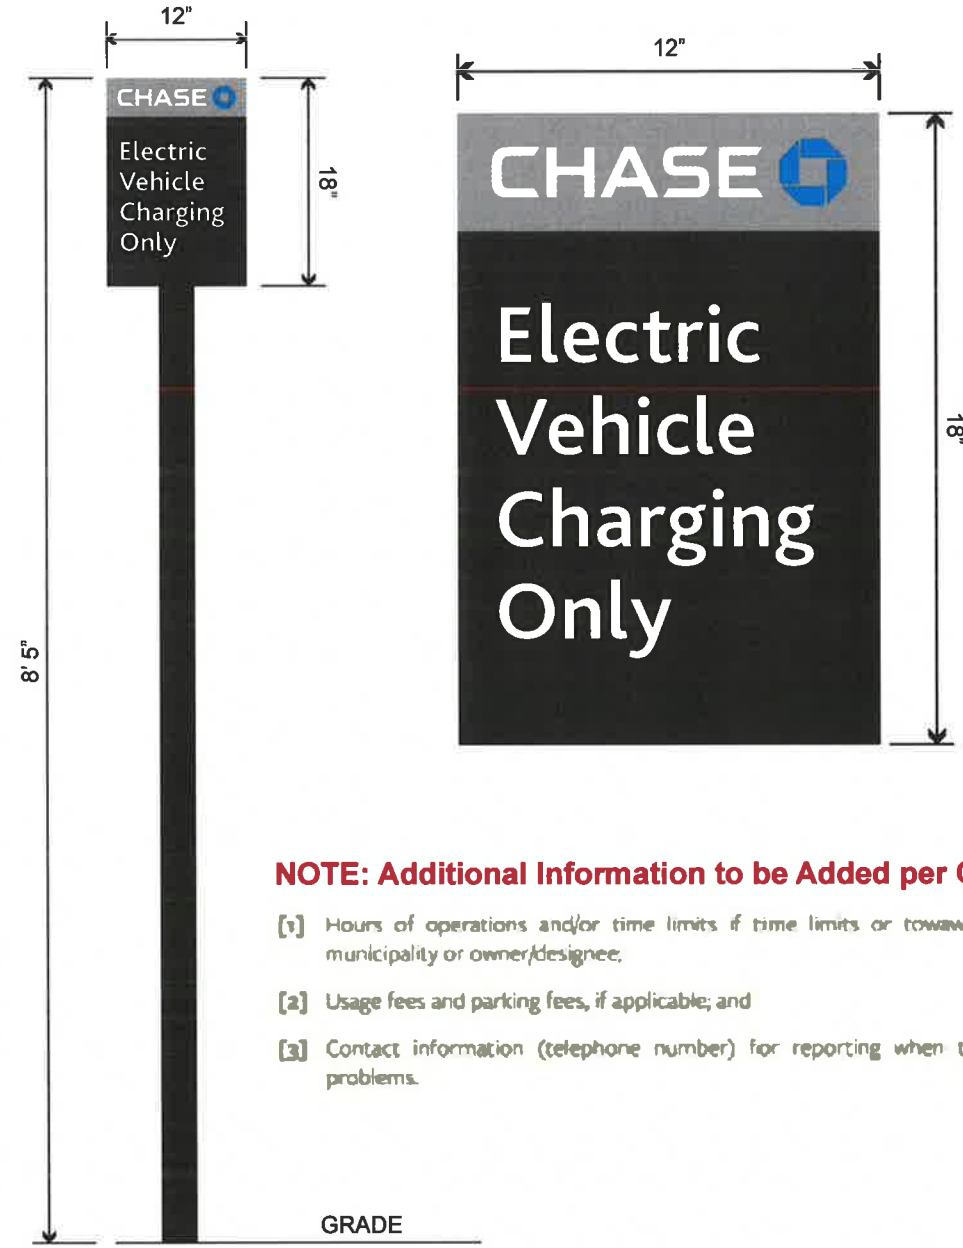 12"
CHASE
Electric
Vehicle
Charging
Only
18"
8' 5"
12"
CHASE
Electric
Vehicle
Charging
Only
18"
NOTE: Additional Information to be Added per
[1] Hours of operations and/or time limits if time limits or
municipality or owner/designee;
[2] Usage fees and parking fees, if applicable; and
[3] Contact information (telephone number) for reporting when
problems.
GRADE